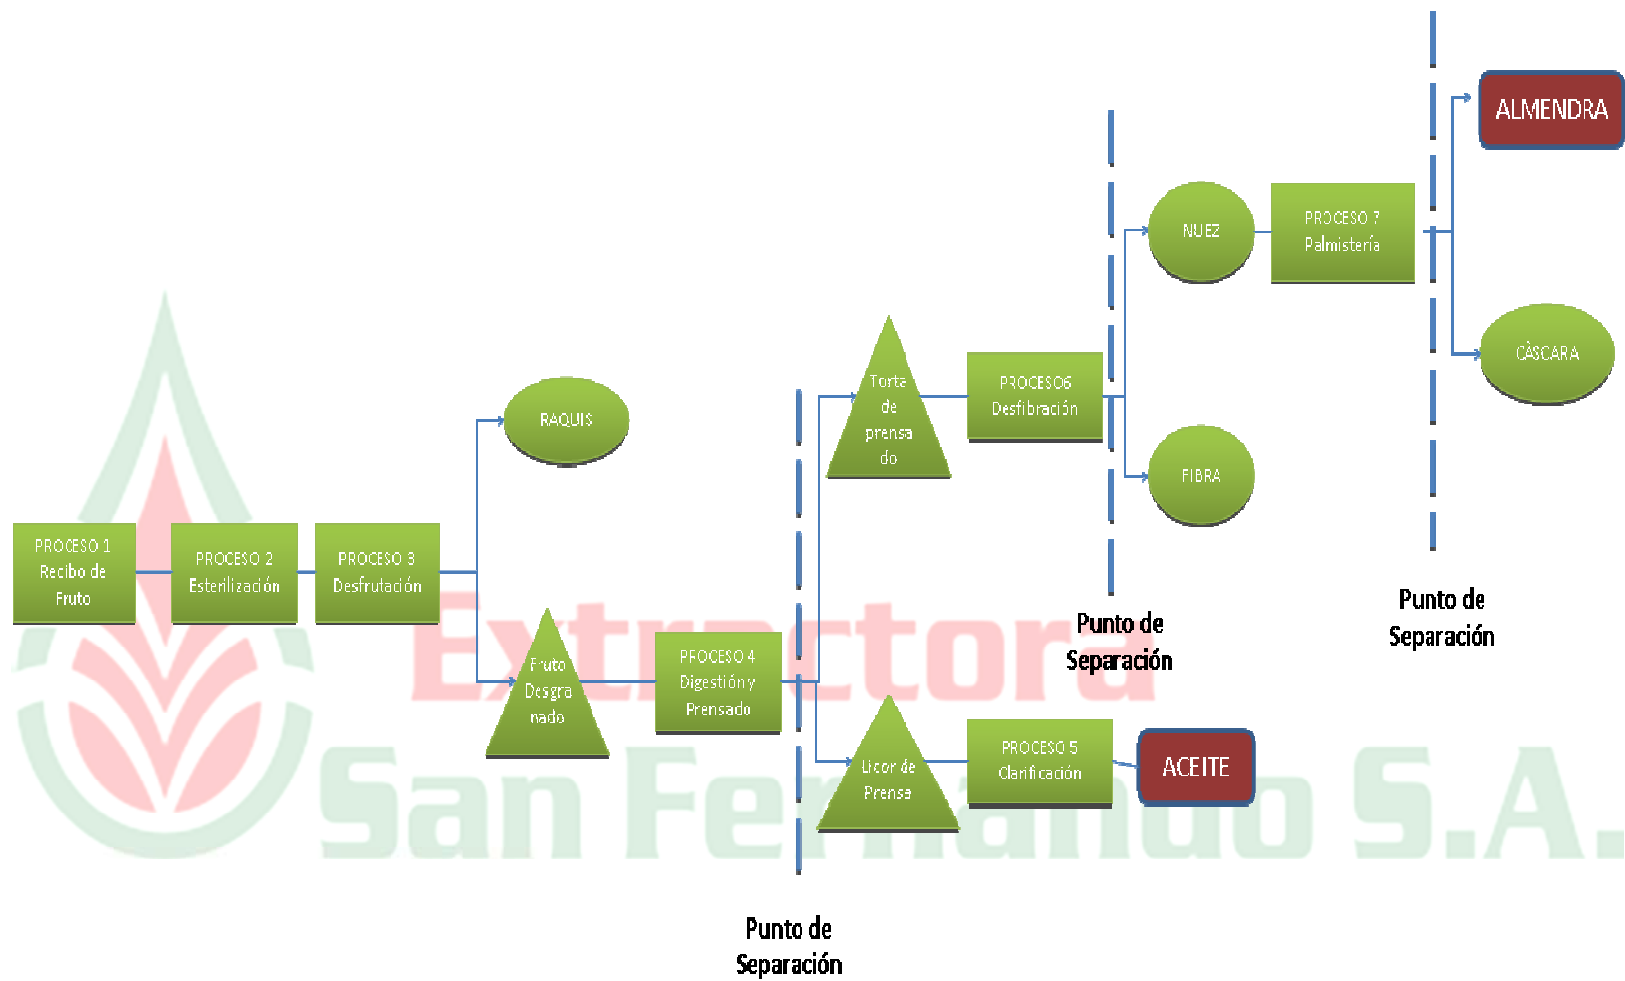 PROCESO 1
Recibo de
Fruto
PROCESO 2
Esterilización
PROCESO 3
Desfrutación
RAQUIS
Fruto
Desgra
nado
PROCESO 4
Digestión y
Prensado
Punto de
Separación
Torta
de
prensa
do
PROCESO6
Desfibración
Licor de
Prensa
PROCESO 5
Clarificación
ACEITE
Punto de
Separación
NUEZ
FIBRA
PROCESO 7
Palmistería
Punto de
Separación
ALMENDRA
CÀSCARA
Extractora
San Fernando S.A.